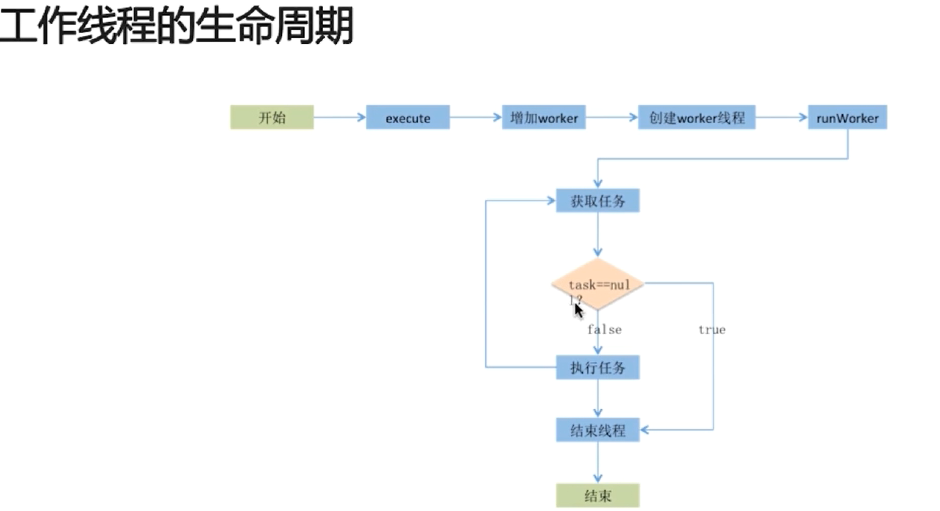 工作线程的生命周期
开始
execute
增加worker
创建worker线程
runWorker
获取任务
task==nul
l?
false
true
执行任务
结束线程
结束